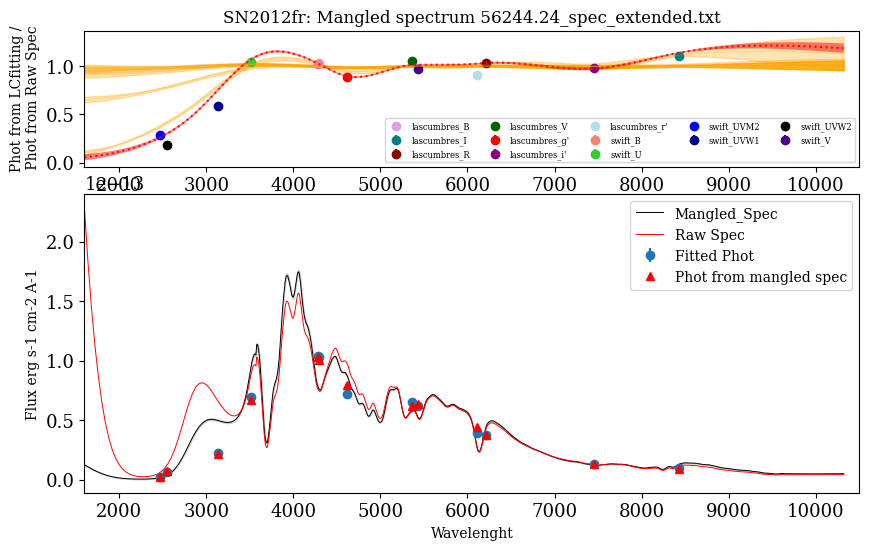 SN2012fr: Mangled spectrum 56244.24_spec_extended.txt
Phot from LCfitting /
Phot from Raw Spec
1.0
0.5
0.0
lascumbres_B lascumbres_V lascumbres_r' swift_UVM2 swift_UVW2
lascumbres_I lascumbres_g' swift_B swift_UVW1 swift_V
lascumbres_R lascumbres_i' swift_U
2000 3000 4000 5000 6000 7000 8000 9000 10000
1e−13
Mangled_Spec
Raw Spec
Fitted Phot
Phot from mangled spec
Flux erg s-1 cm-2 A-1
2.0
1.5
1.0
0.5
0.0
2000 3000 4000 5000 6000 7000 8000 9000 10000
Wavelenght